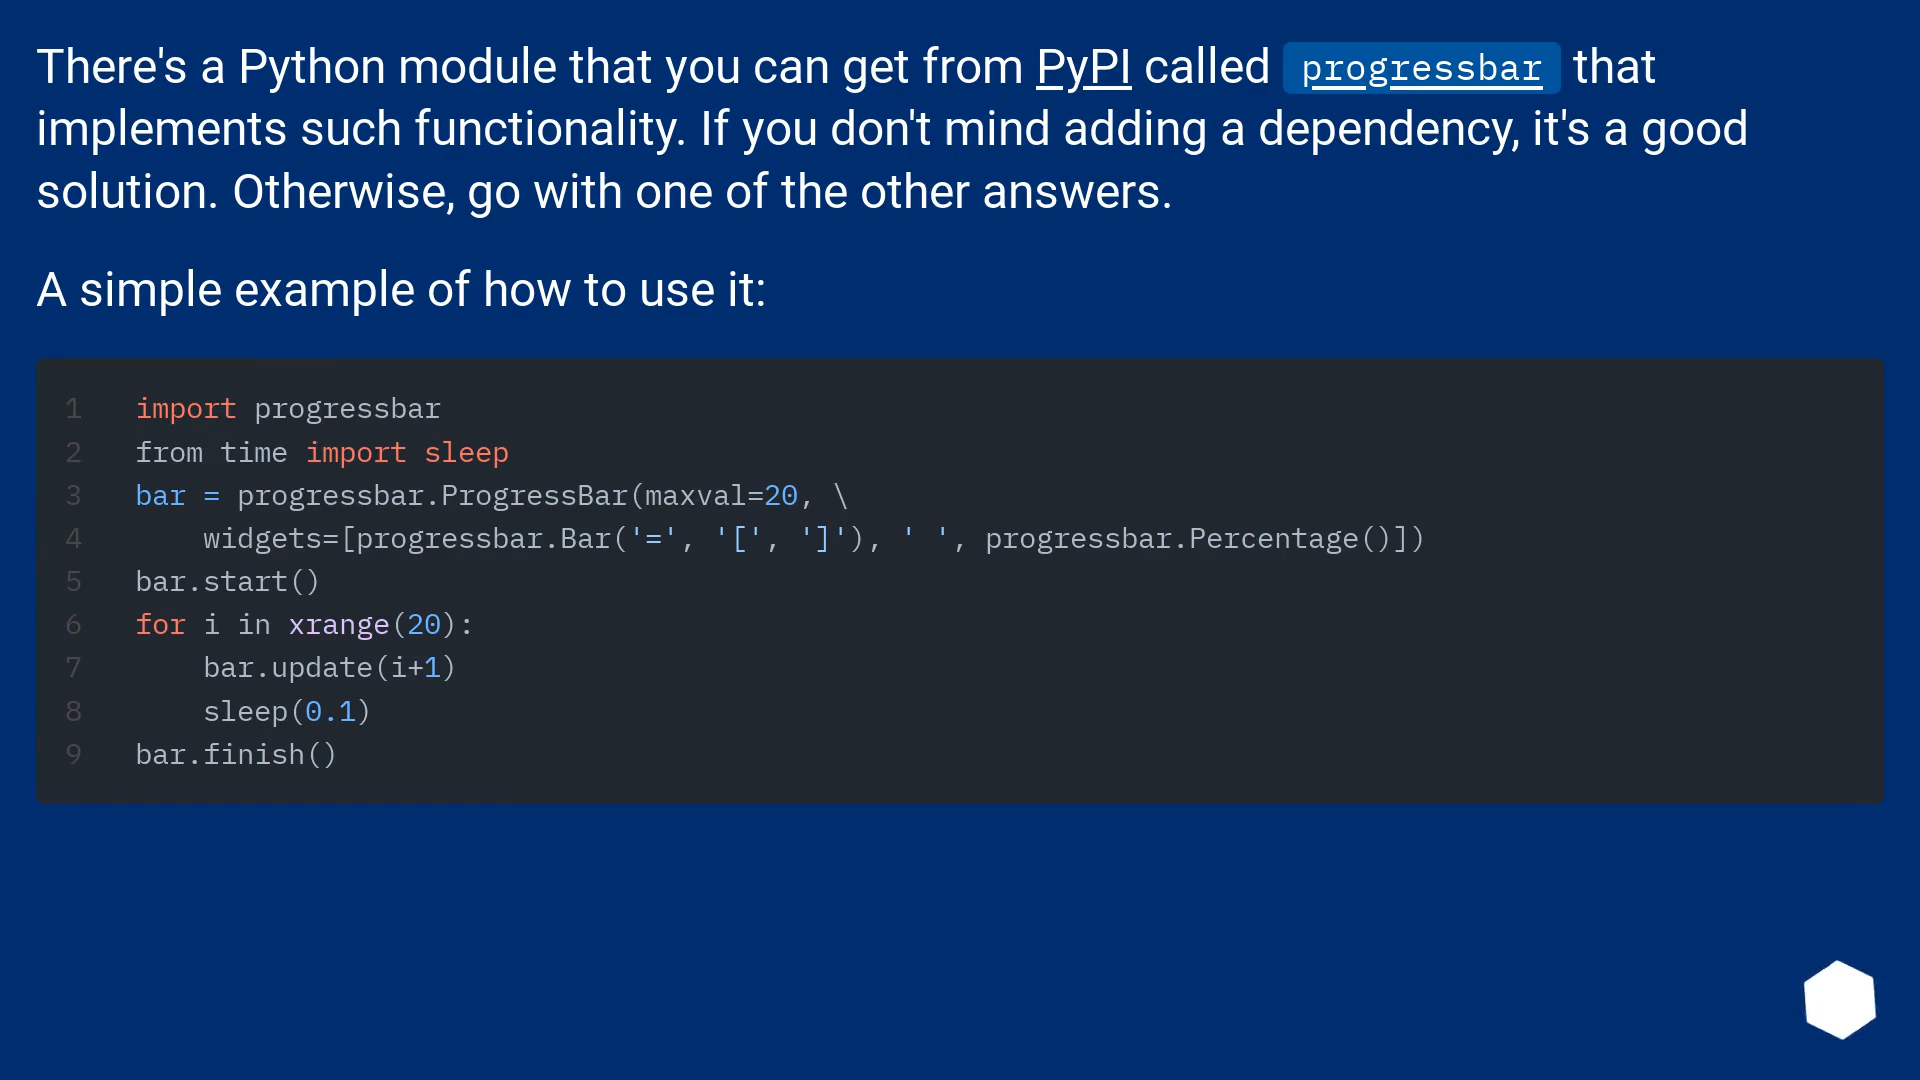 There's a Python module that you can get from PyPI called progressbar that
implements such functionality. If you don't mind adding a dependency, it's a good
solution. Otherwise, go with one of the other answers.
A simple example of how to use it:
1 import progressbar
2 from time import sleep
3 bar = progressbar.ProgressBar(maxval=20, \
4     widgets=[progressbar.Bar('=', '[', ']'), ' ', progressbar.Percentage()])
5 bar.start()
6 for i in xrange(20):
7     bar.update(i+1)
8     sleep(0.1)
9 bar.finish()